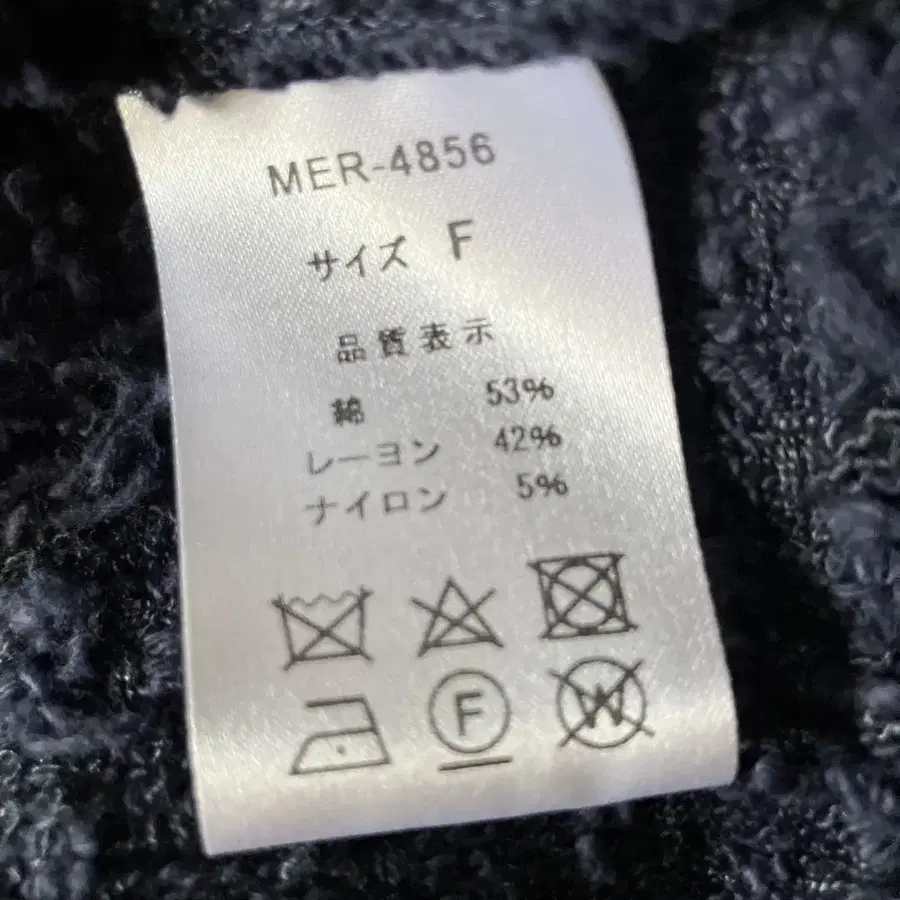 MER-4856
サイズ F
品質表示
綿 53%
レーヨン 42%
ナイロン 5%
F
W